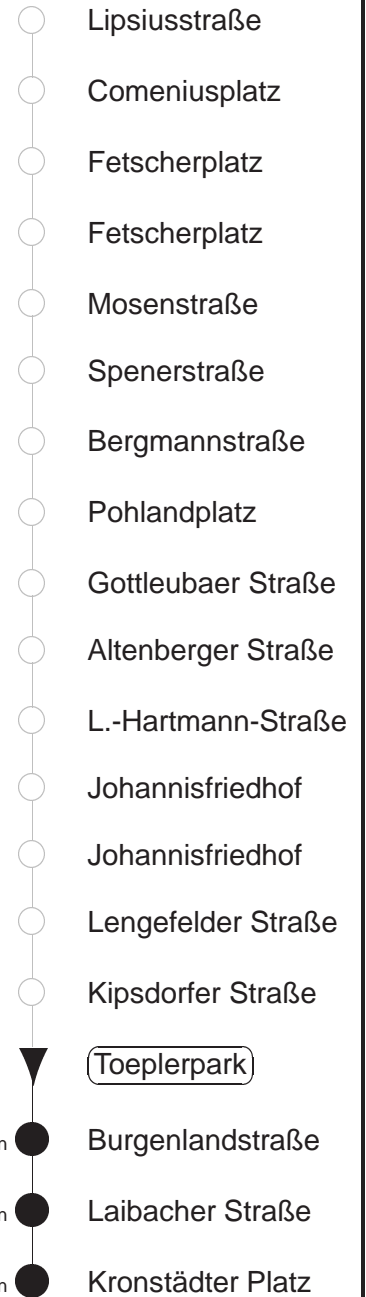 Lipsiusstraße
Comeniusplatz
Fetscherplatz
Fetscherplatz
Mosenstraße
Spenerstraße
Bergmannstraße
Pohlandplatz
Gottleubaer Straße
Altenberger Straße
L.-Hartmann-Straße
Johannisfriedhof
Johannisfriedhof
Lengefelder Straße
Kipsdorfer Straße
Toeplerpark
Burgenlandstraße
Laibacher Straße
Kronstädter Platz